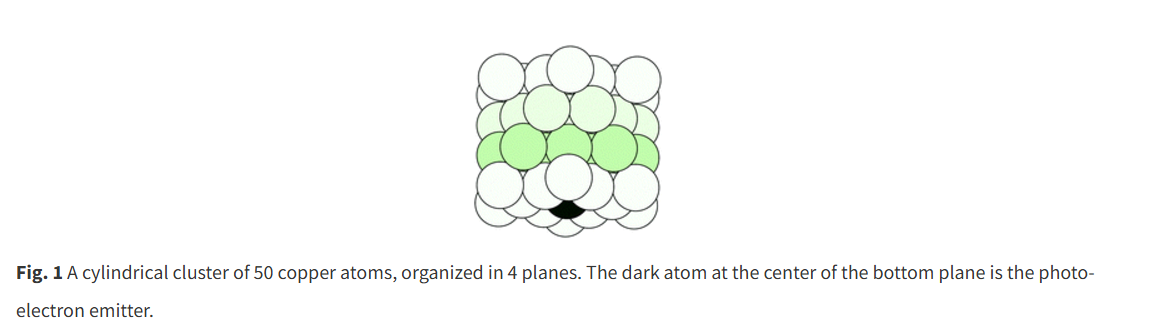 Fig. 1 A cylindrical cluster of 50 copper atoms, organized in 4 planes. The dark atom at the center of the bottom plane is the photo-
electron emitter.